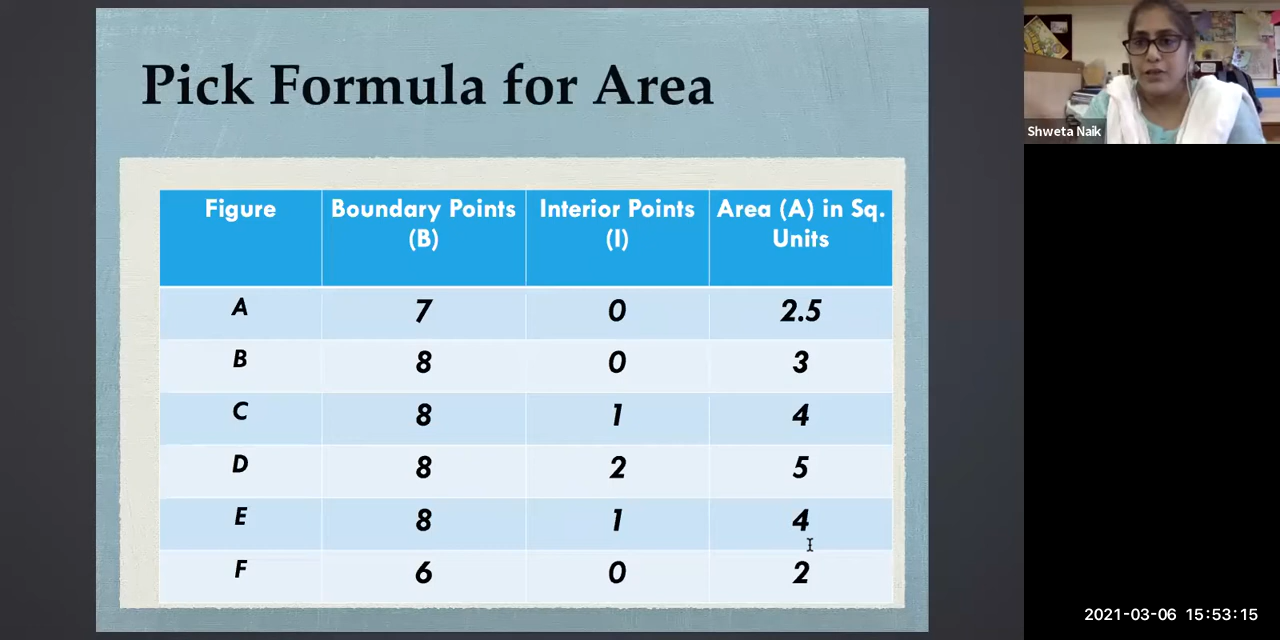 Pick Formula for Area
Shweta Naik
Figure
Boundary Points
(B)
Interior Points
(I)
Area (A) in Sq.
Units
A 7 0 2.5
B 8 0 3
C 8 1 4
D 8 2 5
E 8 1 4
F 6 0 2
2021-03-06 15:53:15